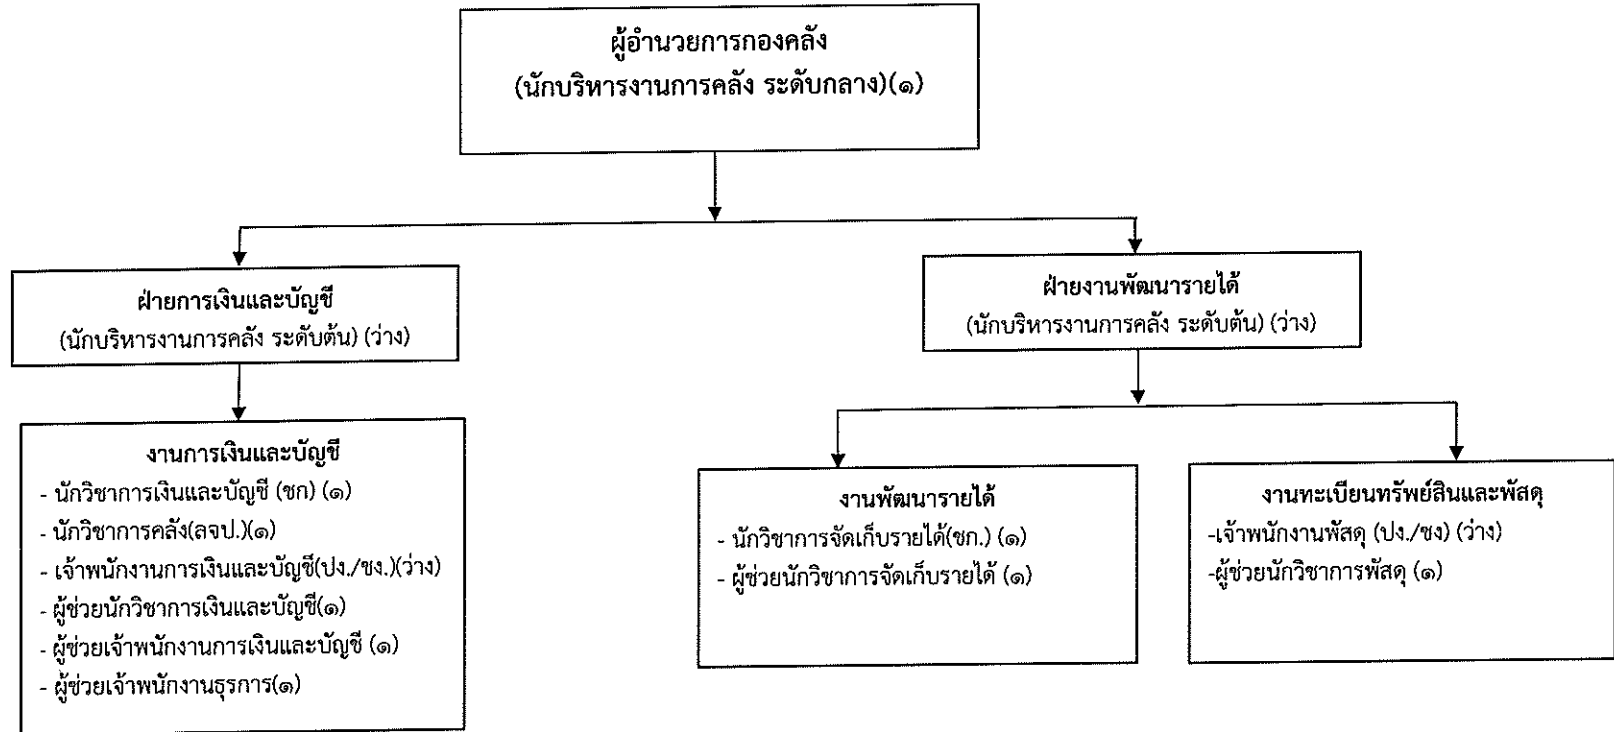 ผู้อำนวยการกองคลัง
(นักบริหารงานการคลัง ระดับกลาง)(๑)
ฝ่ายการเงินและบัญชี
(นักบริหารงานการคลัง ระดับต้น) (ว่าง)
ฝ่ายงานพัฒนารายได้
(นักบริหารงานการคลัง ระดับต้น) (ว่าง)
งานการเงินและบัญชี
- นักวิชาการเงินและบัญชี (ชก) (๑)
- นักวิชาการคลัง(ลจป.)(๑)
- เจ้าพนักงานการเงินและบัญชี(ปง./ชง.)(ว่าง)
- ผู้ช่วยนักวิชาการเงินและบัญชี(๑)
- ผู้ช่วยเจ้าพนักงานการเงินและบัญชี (๑)
- ผู้ช่วยเจ้าพนักงานธุรการ(๑)
งานพัฒนารายได้
- นักวิชาการจัดเก็บรายได้(ชก.) (๑)
- ผู้ช่วยนักวิชาการจัดเก็บรายได้ (๑)
งานทะเบียนทรัพย์สินและพัสดุ
-เจ้าพนักงานพัสดุ (ปง./ชง) (ว่าง)
-ผู้ช่วยนักวิชาการพัสดุ (๑)